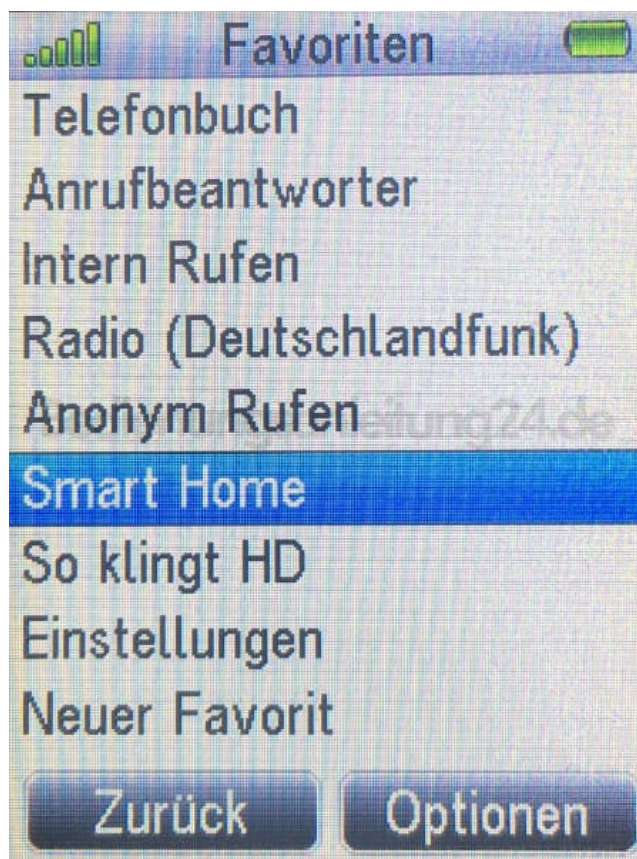 Favoriten
Telefonbuch
Anrufbeantworter
Intern Rufen
Radio (Deutschlandfunk)
Anonym Rufen
Smart Home
So klingt HD
Einstellungen
Neuer Favorit
Zurück Optionen